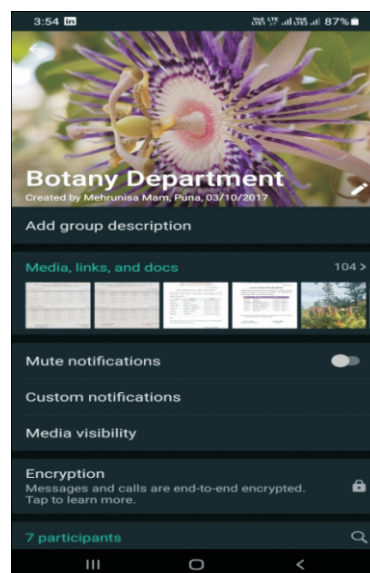 3:54 in 87%
Botany Department
Created by Mehrunisa Mam, Puna, 03/10/2017
Add group description
Media, links, and docs 104 >
Mute notifications
Custom notifications
Media visibility
Encryption
Messages and calls are end-to-end encrypted.
Tap to learn more.
7 participants